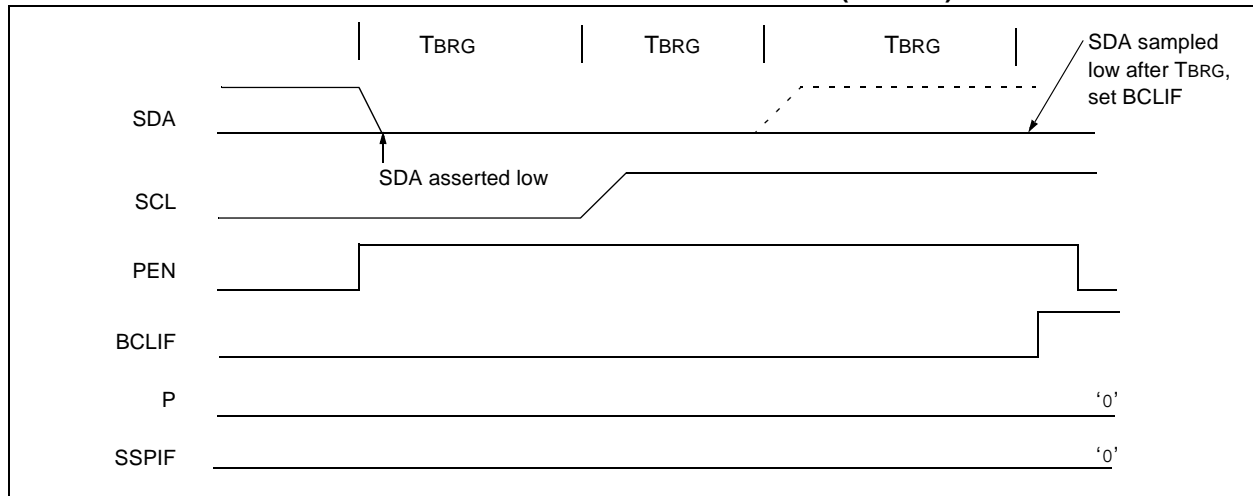 TBRG TBRG TBRG
SDA sampled
low after TBRG,
set BCLIF
SDA
SDA asserted low
SCL
PEN
BCLIF
P
'0'
SSPIF
'0'